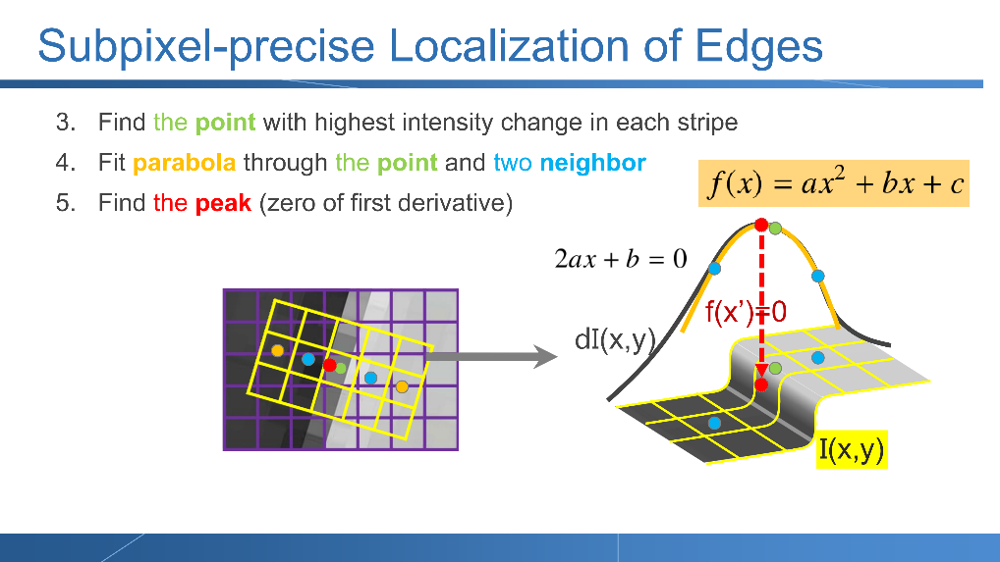 Subpixel-precise Localization of Edges
3. Find the point with highest intensity change in each stripe
4. Fit parabola through the point and two neighbor
5. Find the peak (zero of first derivative)
f(x) = ax² + bx + c
2ax + b = 0
f(x’)=0
dI(x,y)
I(x,y)